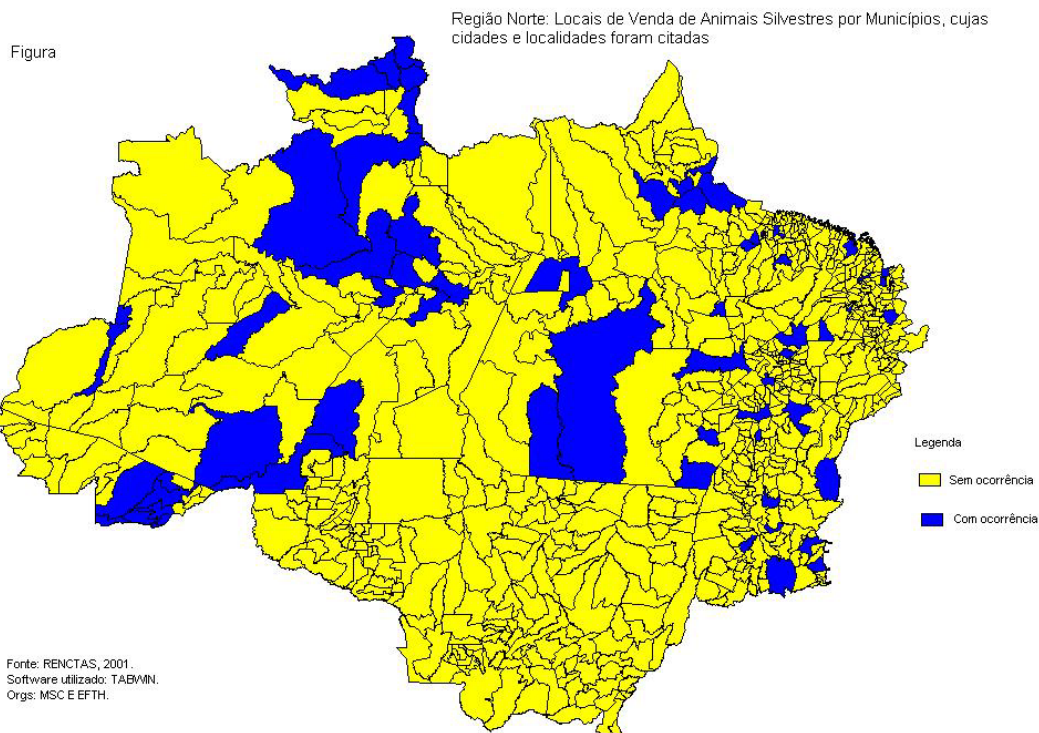 Região Norte: Locais de Venda de Animais Silvestres por Municípios, cujas
cidades e localidades foram citadas
Figura
Legenda
Sem ocorrência
Com ocorrência
Fonte: RENCTAS, 2001.
Software utilizado: TABWIN.
Orgs: MSC E EFTH.